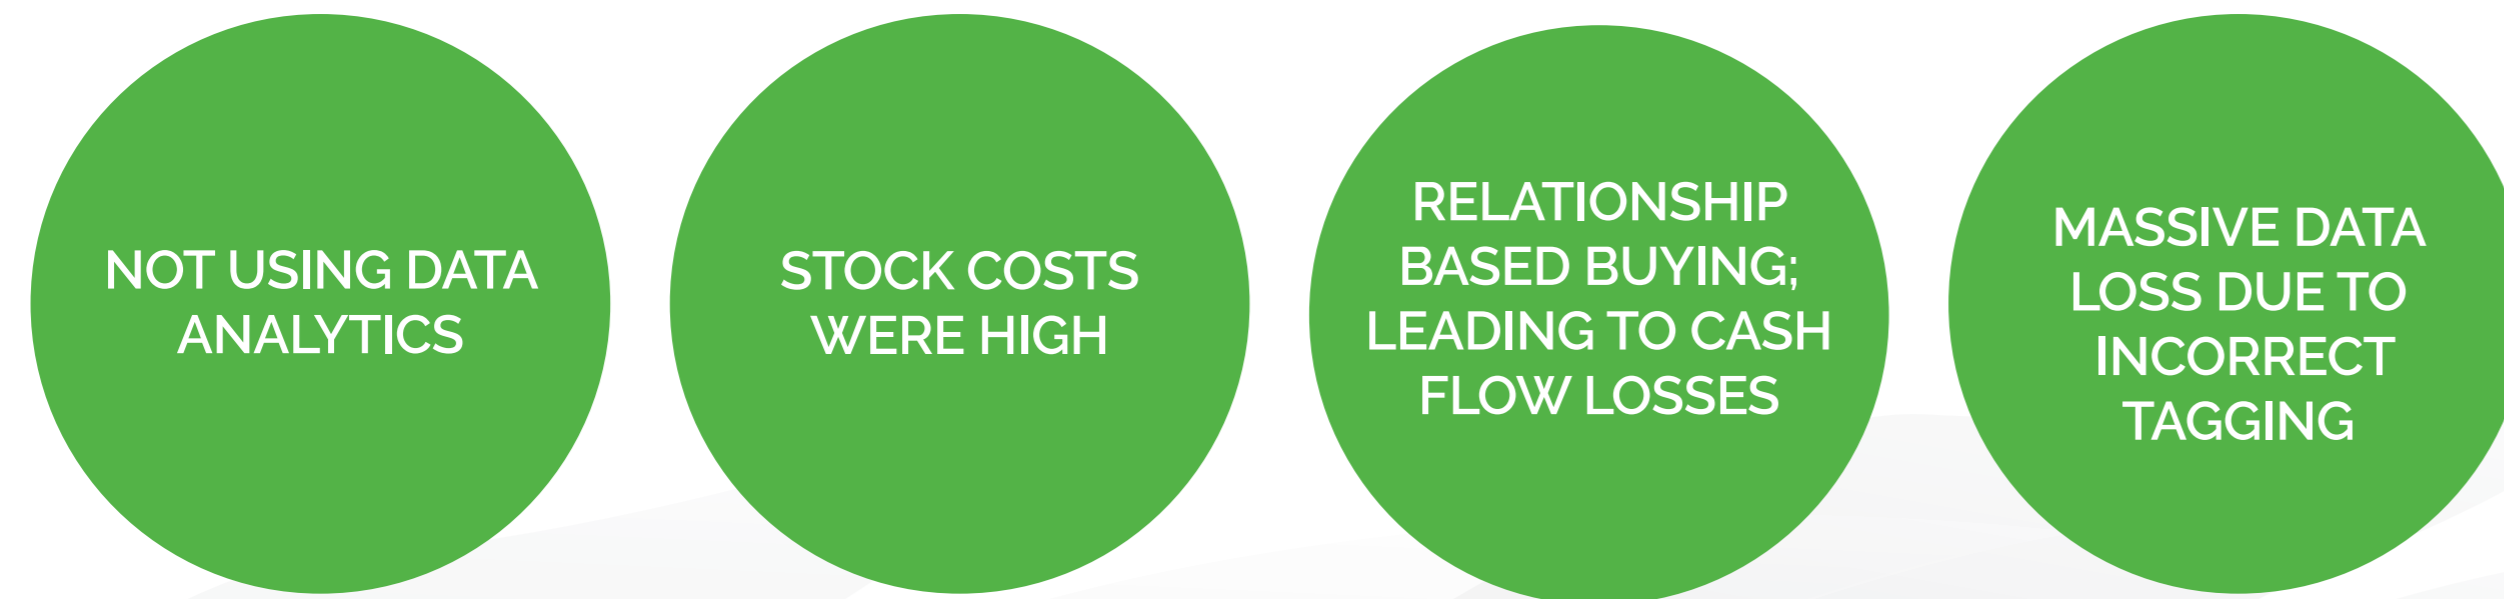 NOT USING DATA
ANALYTICS
STOCK COSTS
WERE HIGH
RELATIONSHIP
BASED BUYING;
LEADING TO CASH
FLOW LOSSES
MASSIVE DATA
LOSS DUE TO
INCORRECT
TAGGING